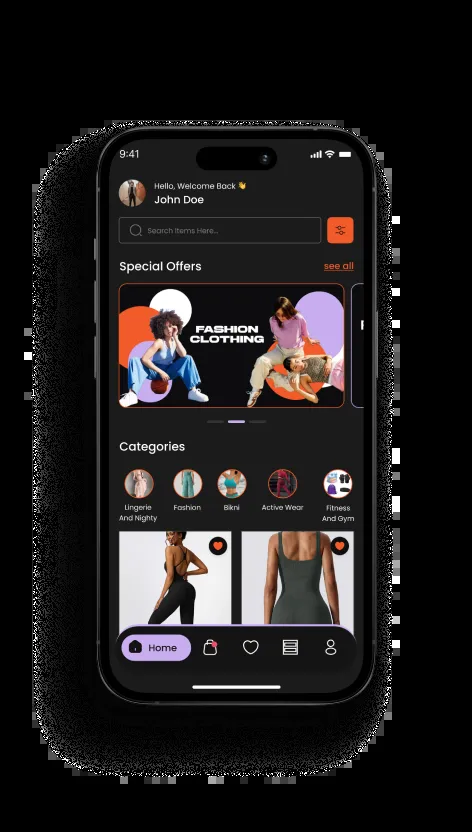 9:41
Hello, Welcome Back 👋
John Doe
Search Items Here...
Special Offers
see all
FASHION
CLOTHING
Categories
Lingerie
And Nighty
Fashion
Bikni
Active Wear
Fitness
And Gym
Home